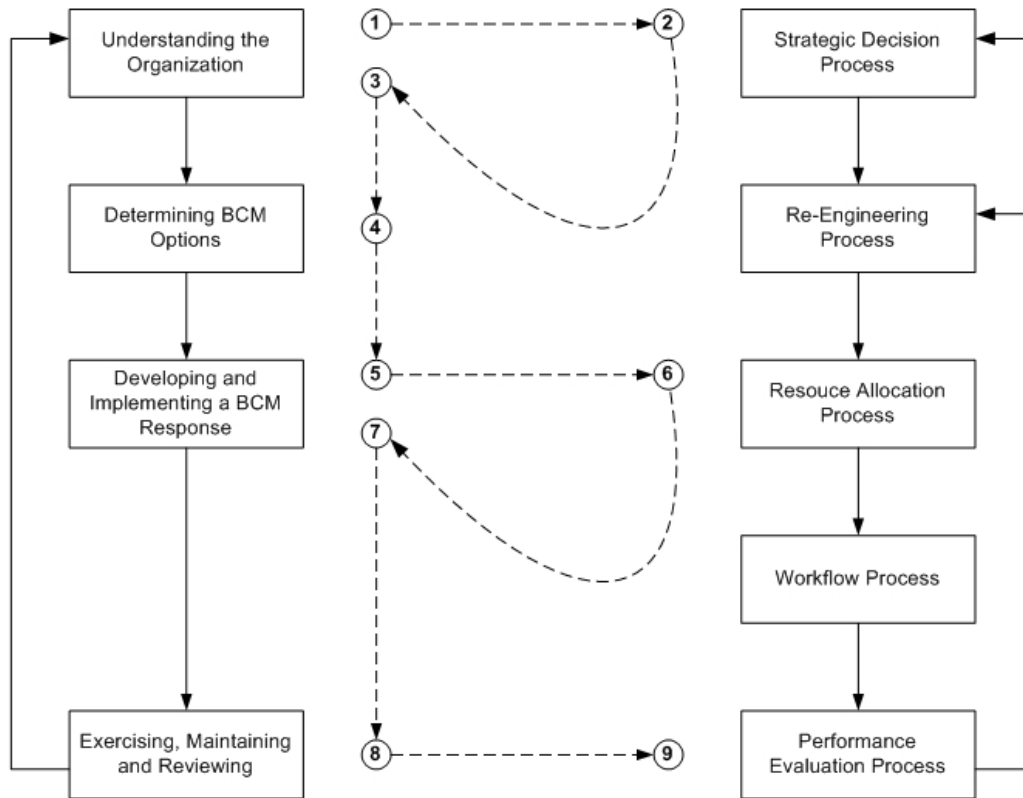 Understanding the
Organization
1
2
Strategic Decision
Process
3
Determining BCM
Options
4
Re-Engineering
Process
Developing and
Implementing a BCM
Response
5
6
Resouce Allocation
Process
7
Workflow Process
Exercising, Maintaining
and Reviewing
8
9
Performance
Evaluation Process